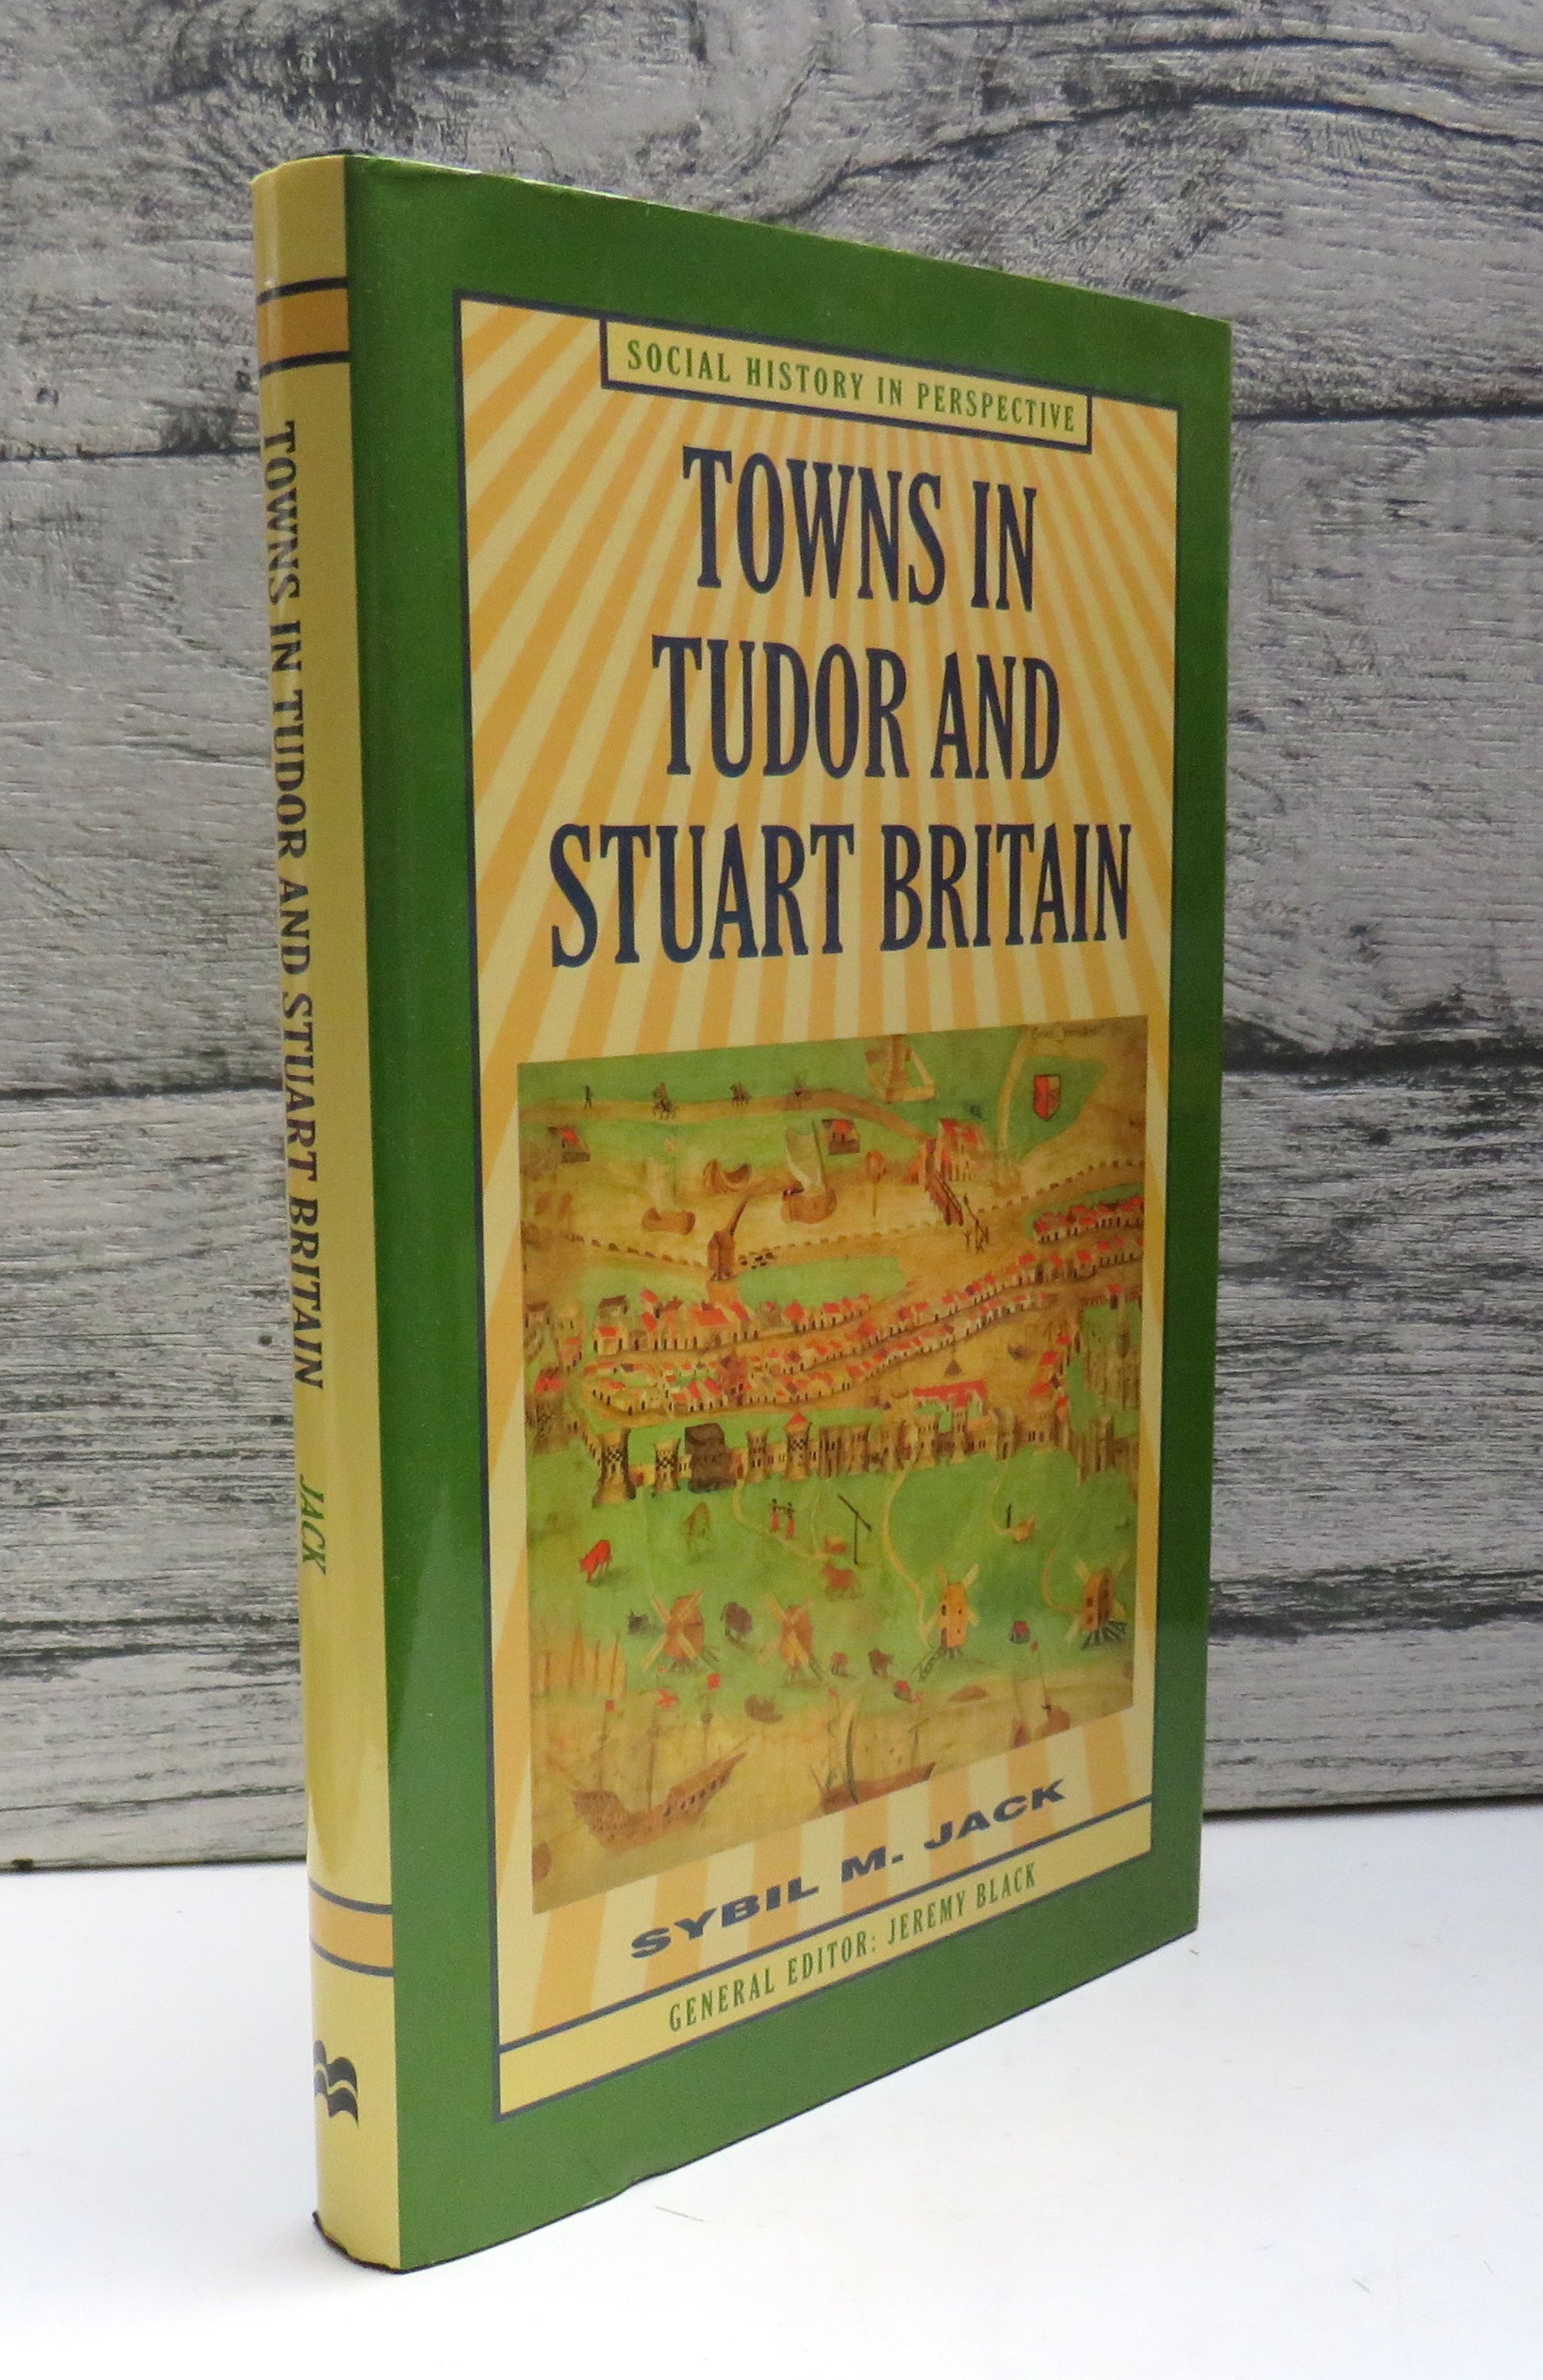 TOWNS IN TUDOR AND STUART BRITAIN JACK
SOCIAL HISTORY IN PERSPECTIVE
TOWNS IN
TUDOR AND
STUART BRITAIN
SYBIL M. JACK
GENERAL EDITOR: JEREMY BLACK